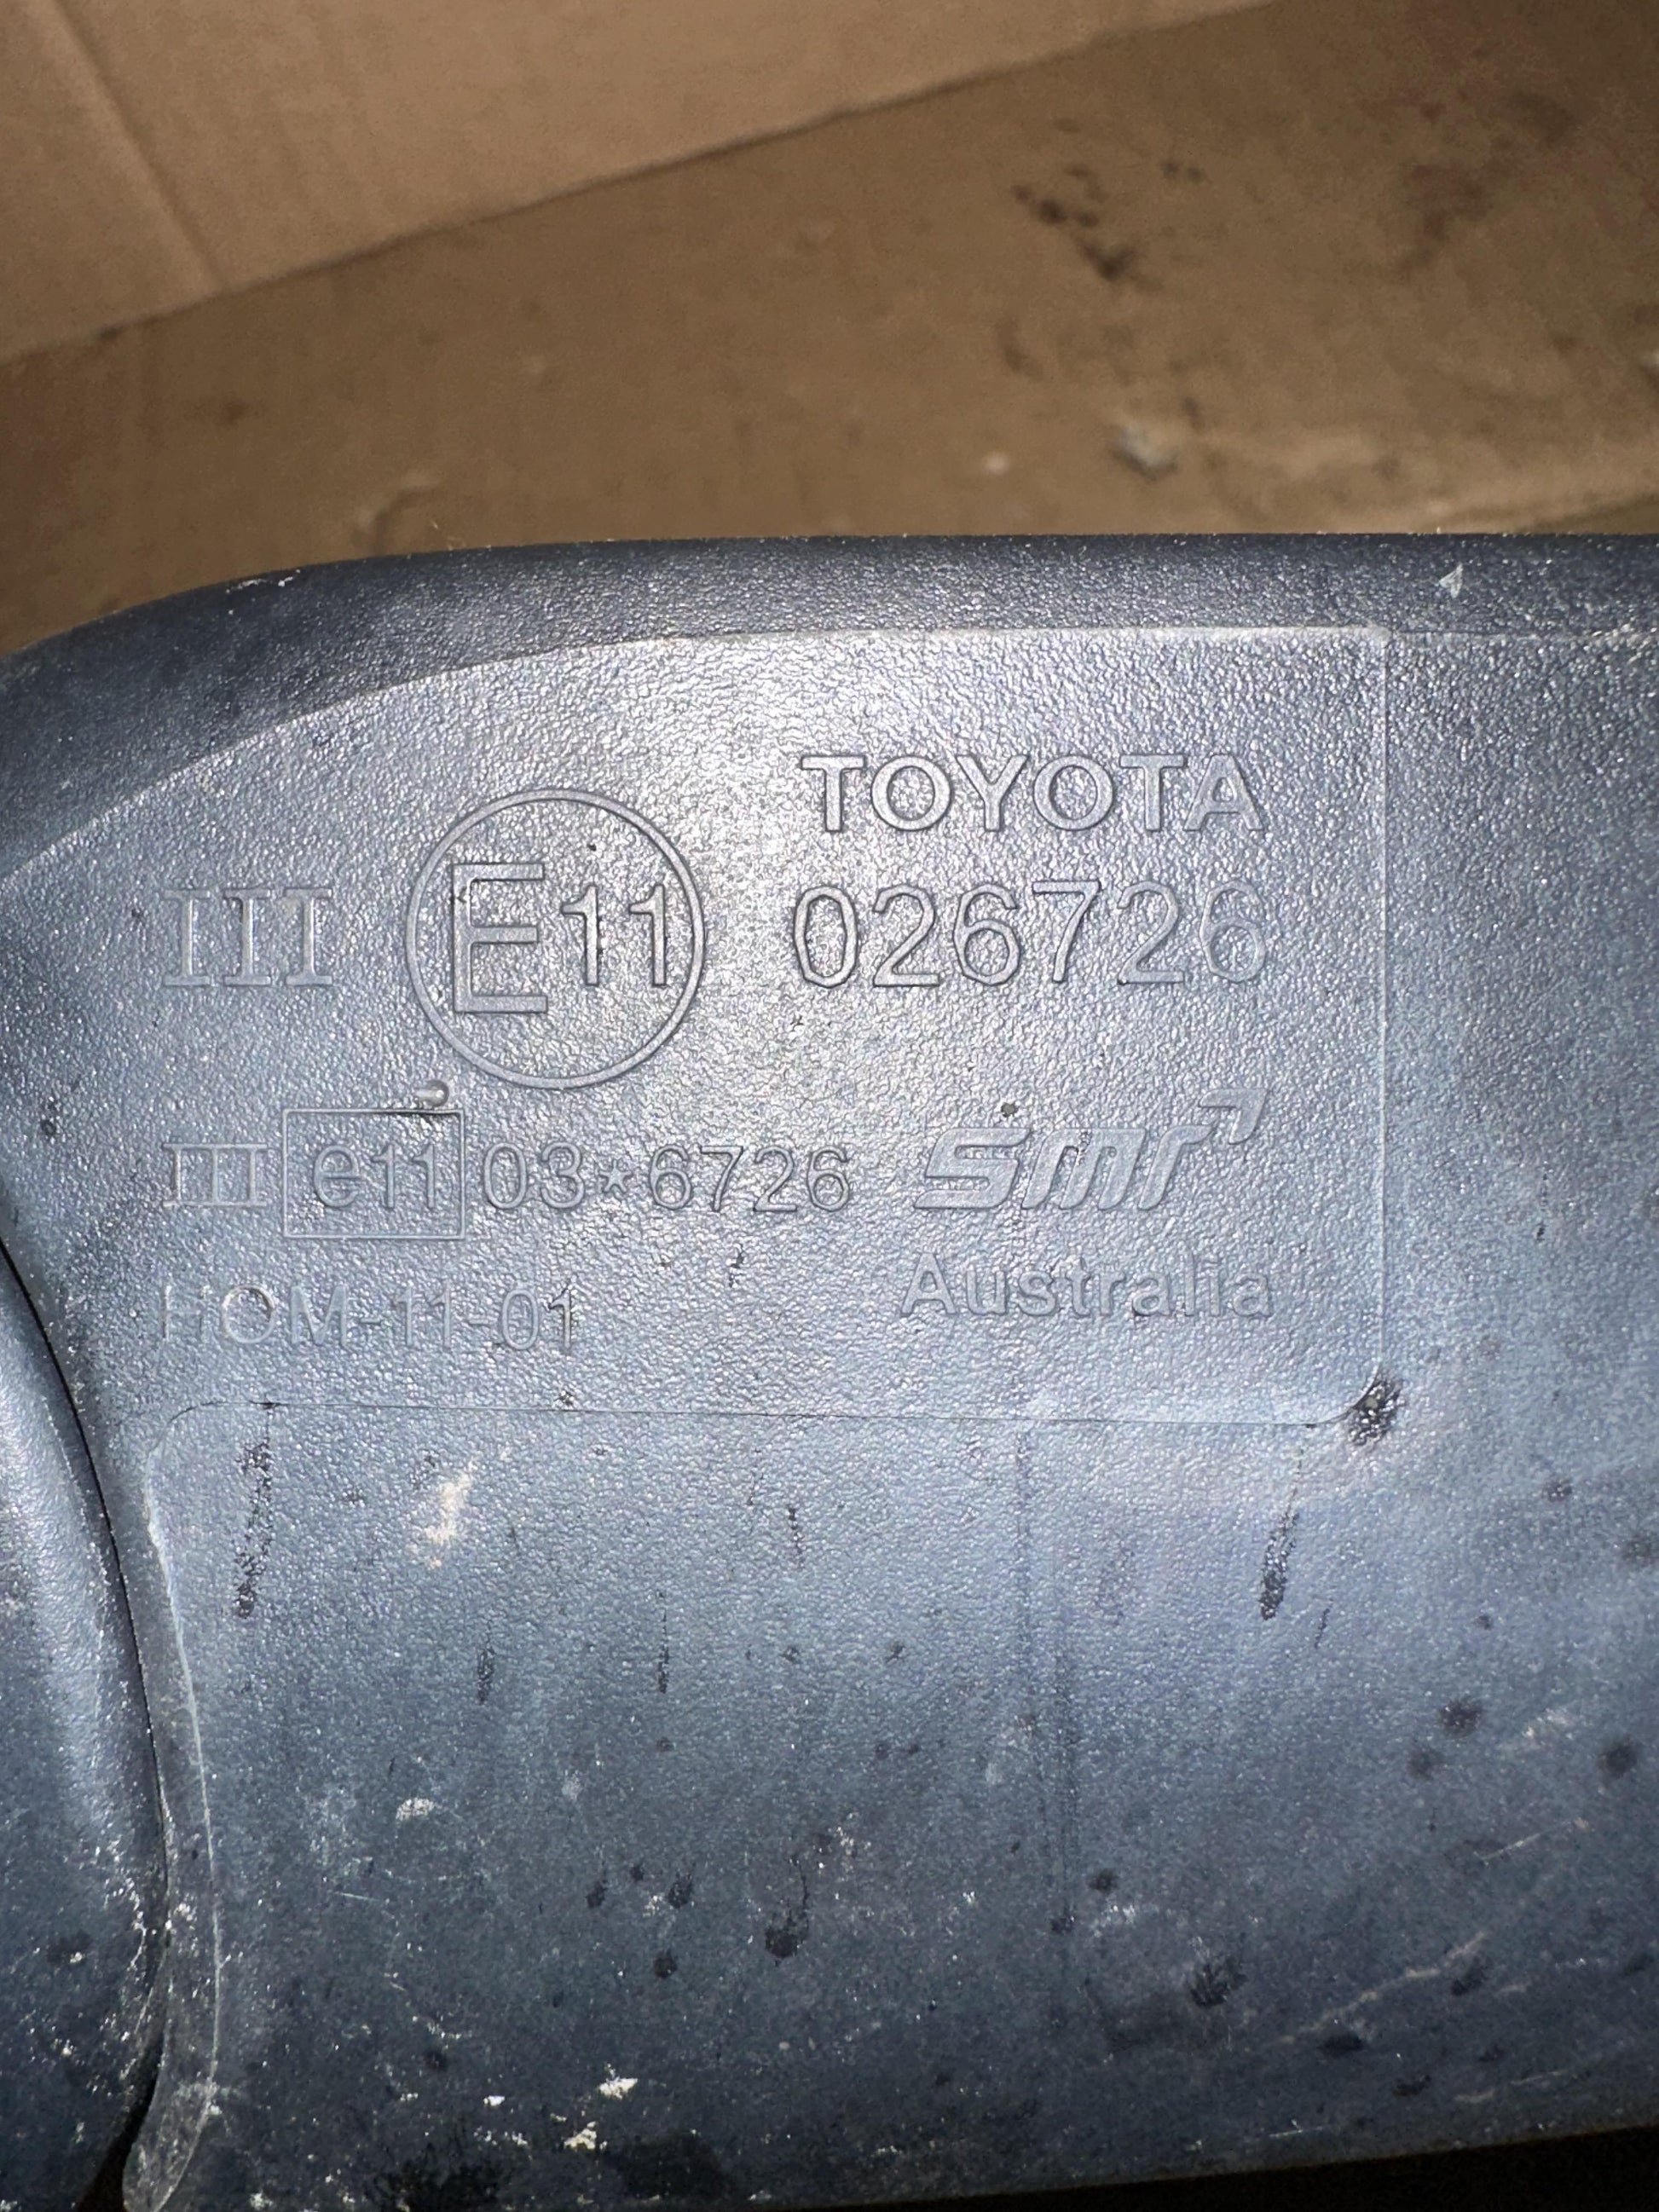 TOYOTA
III E11 026726
III e11 03*6726 smr
HOM-11-01 Australia